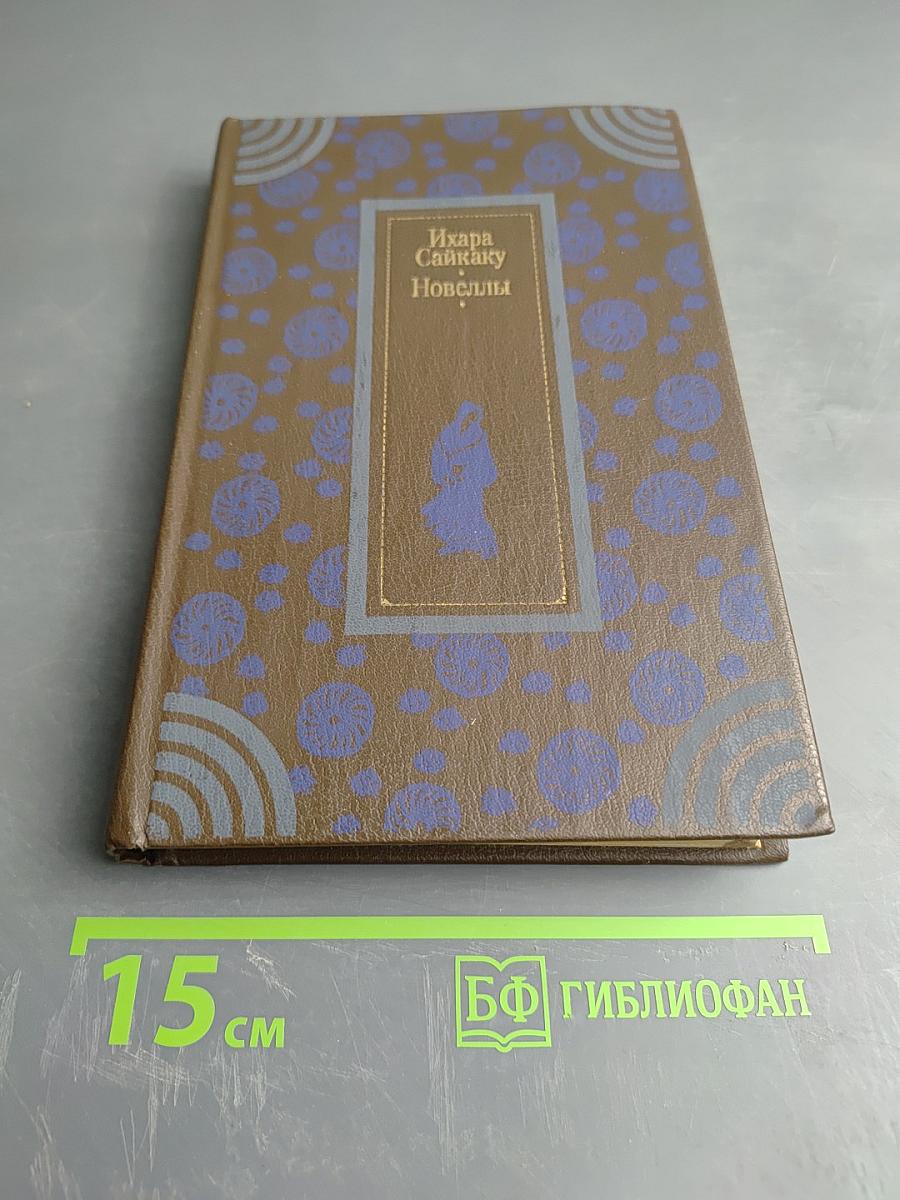 Ихара
Сайкаку
Новеллы
15 см
БФ ГИБЛИОФАН